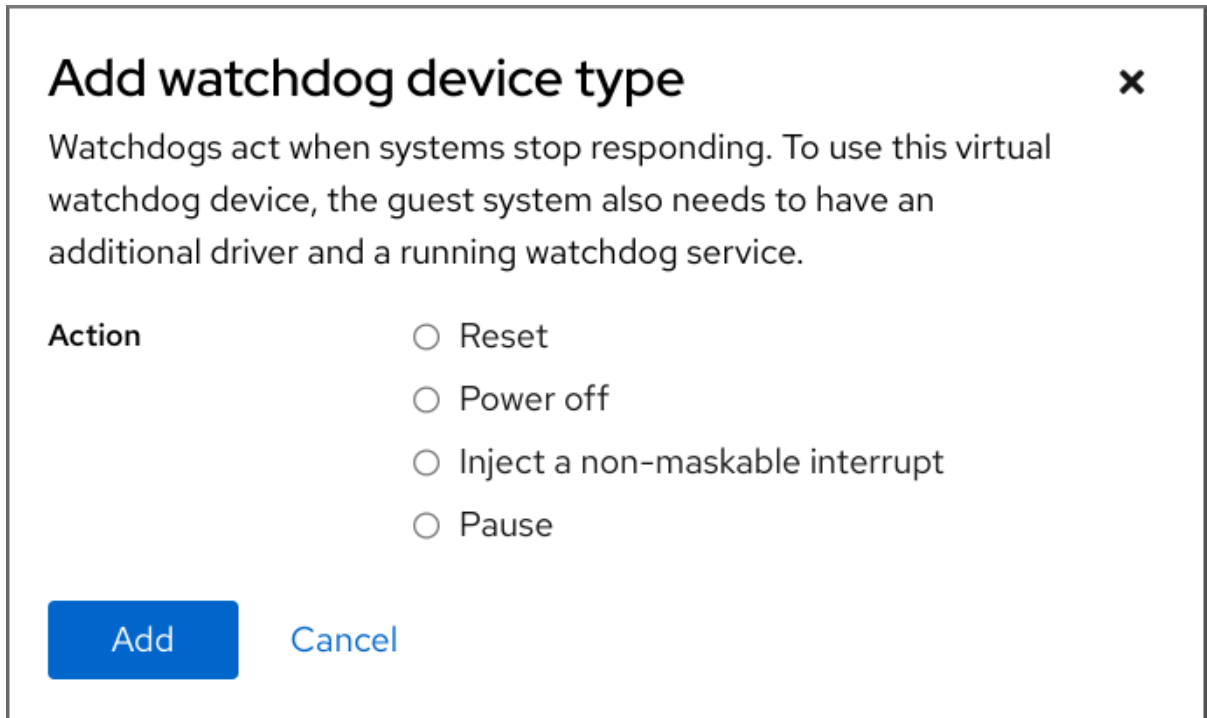 Add watchdog device type
Watchdogs act when systems stop responding. To use this virtual
watchdog device, the guest system also needs to have an
additional driver and a running watchdog service.
Action
Reset
Power off
Inject a non-maskable interrupt
Pause
Add
Cancel